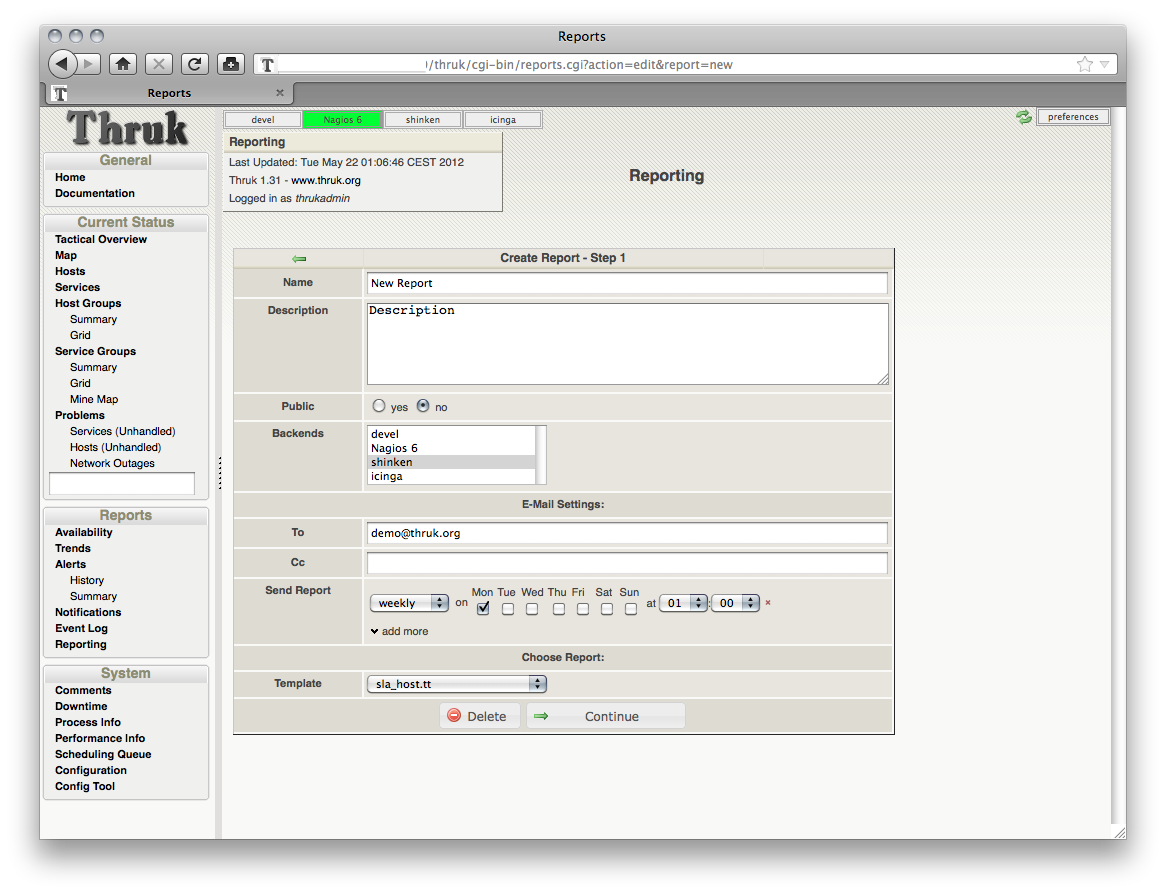 Reports
/thruk/cgi-bin/reports.cgi?action=edit&report=new
Reports
Thruk
General
Home
Documentation
Current Status
Tactical Overview
Map
Hosts
Services
Host Groups
Summary
Grid
Service Groups
Summary
Grid
Mine Map
Problems
Services (Unhandled)
Hosts (Unhandled)
Network Outages
Reports
Availability
Trends
Alerts
History
Summary
Notifications
Event Log
Reporting
System
Comments
Downtime
Process Info
Performance Info
Scheduling Queue
Configuration
Config Tool
devel Nagios 6 shinken icinga
preferences
Reporting
Last Updated: Tue May 22 01:06:46 CEST 2012
Thruk 1.31 - www.thruk.org
Logged in as thrukadmin
Reporting
Create Report - Step 1
Name New Report
Description Description
Public yes no
Backends devel
Nagios 6
shinken
icinga
E-Mail Settings:
To demo@thruk.org
Cc
Send Report weekly on Mon Tue Wed Thu Fri Sat Sun at 01 : 00
add more
Choose Report:
Template sla_host.tt
Delete Continue